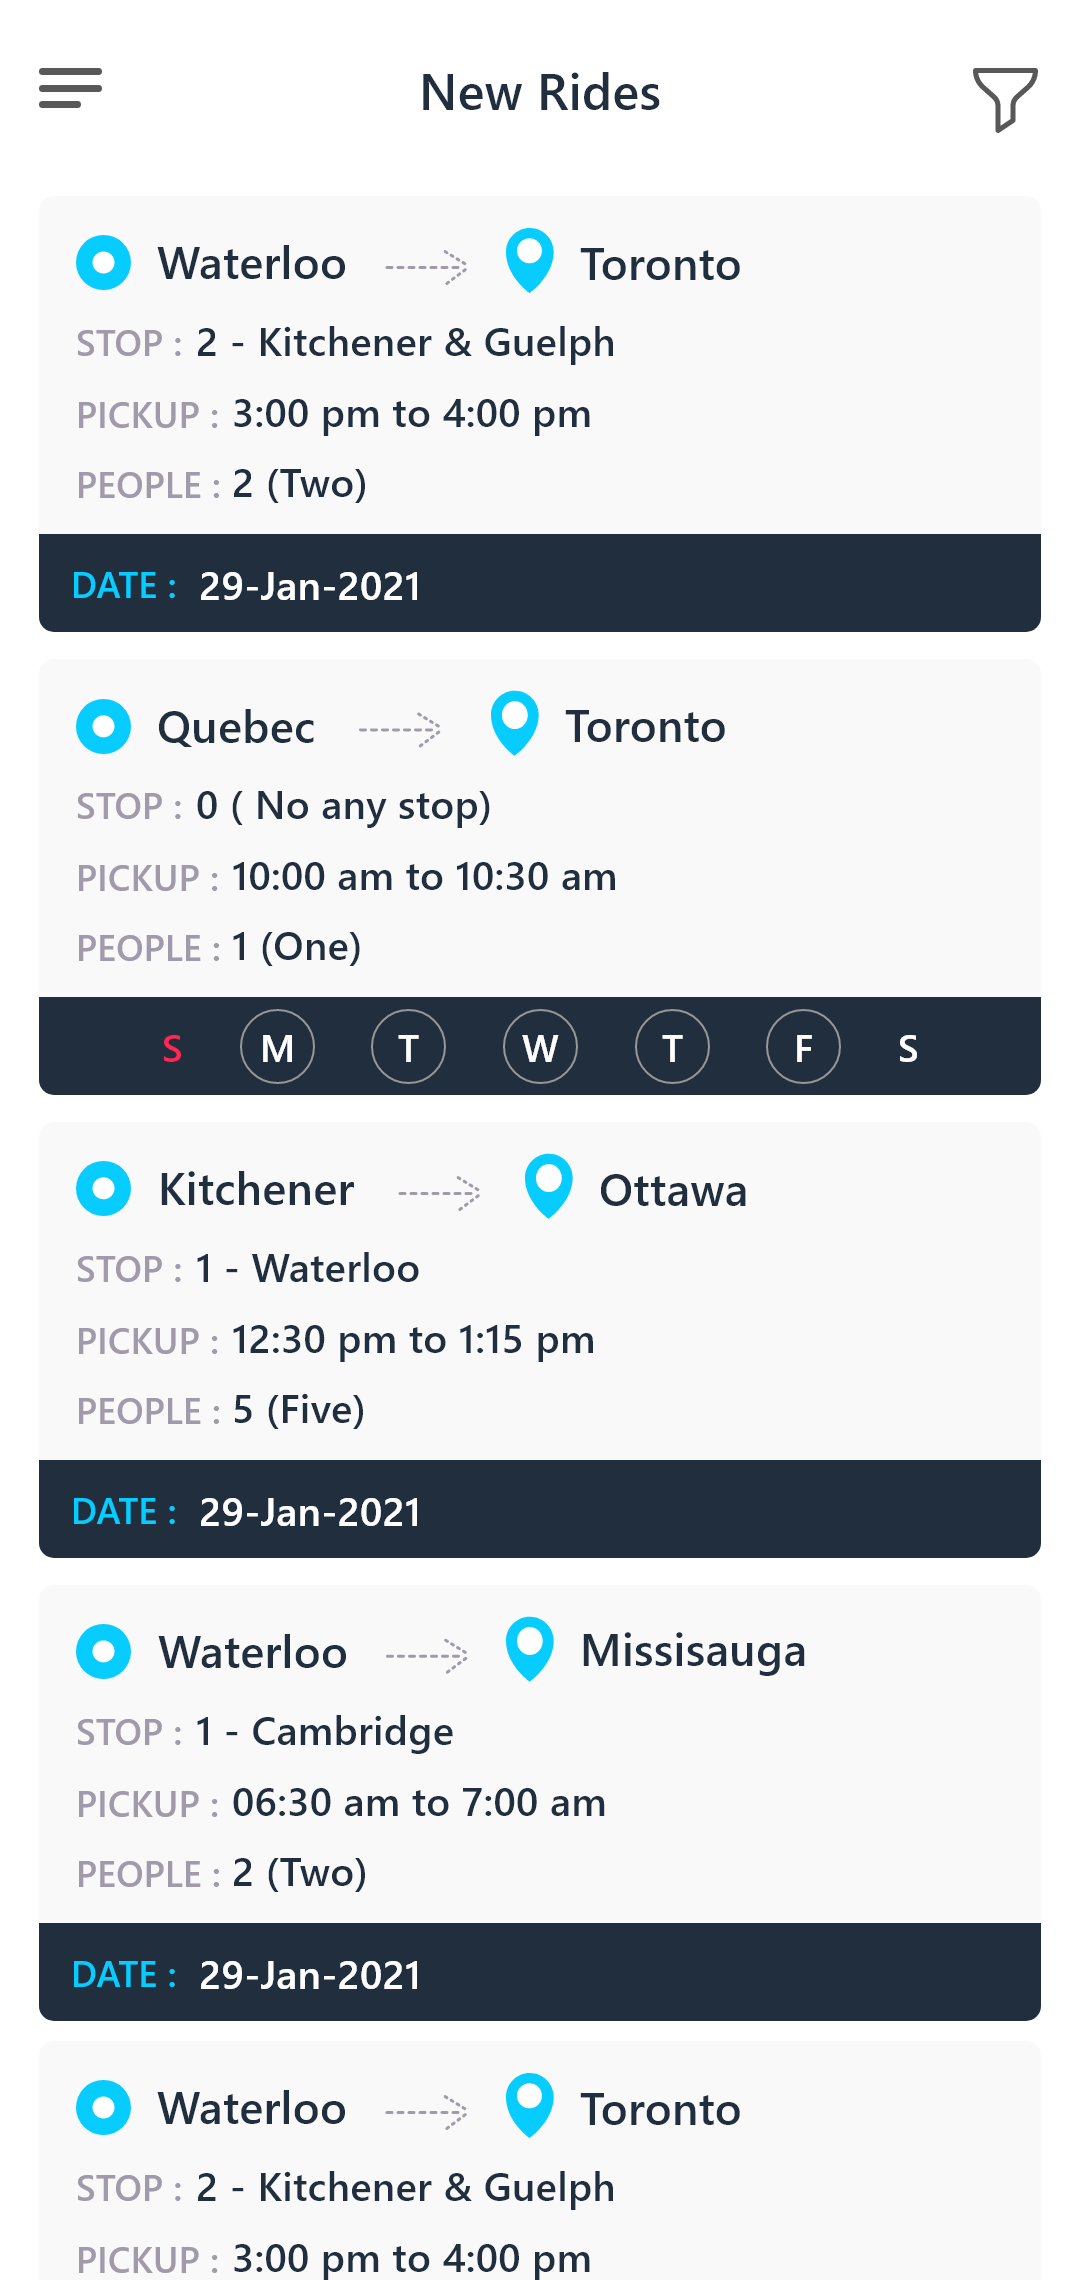 New Rides
Waterloo Toronto
STOP : 2 - Kitchener & Guelph
PICKUP : 3:00 pm to 4:00 pm
PEOPLE : 2 (Two)
DATE : 29-Jan-2021
Quebec Toronto
STOP : 0 ( No any stop)
PICKUP : 10:00 am to 10:30 am
PEOPLE : 1 (One)
S M T W T F S
Kitchener Ottawa
STOP : 1 - Waterloo
PICKUP : 12:30 pm to 1:15 pm
PEOPLE : 5 (Five)
DATE : 29-Jan-2021
Waterloo Missisauga
STOP : 1 - Cambridge
PICKUP : 06:30 am to 7:00 am
PEOPLE : 2 (Two)
DATE : 29-Jan-2021
Waterloo Toronto
STOP : 2 - Kitchener & Guelph
PICKUP : 3:00 pm to 4:00 pm